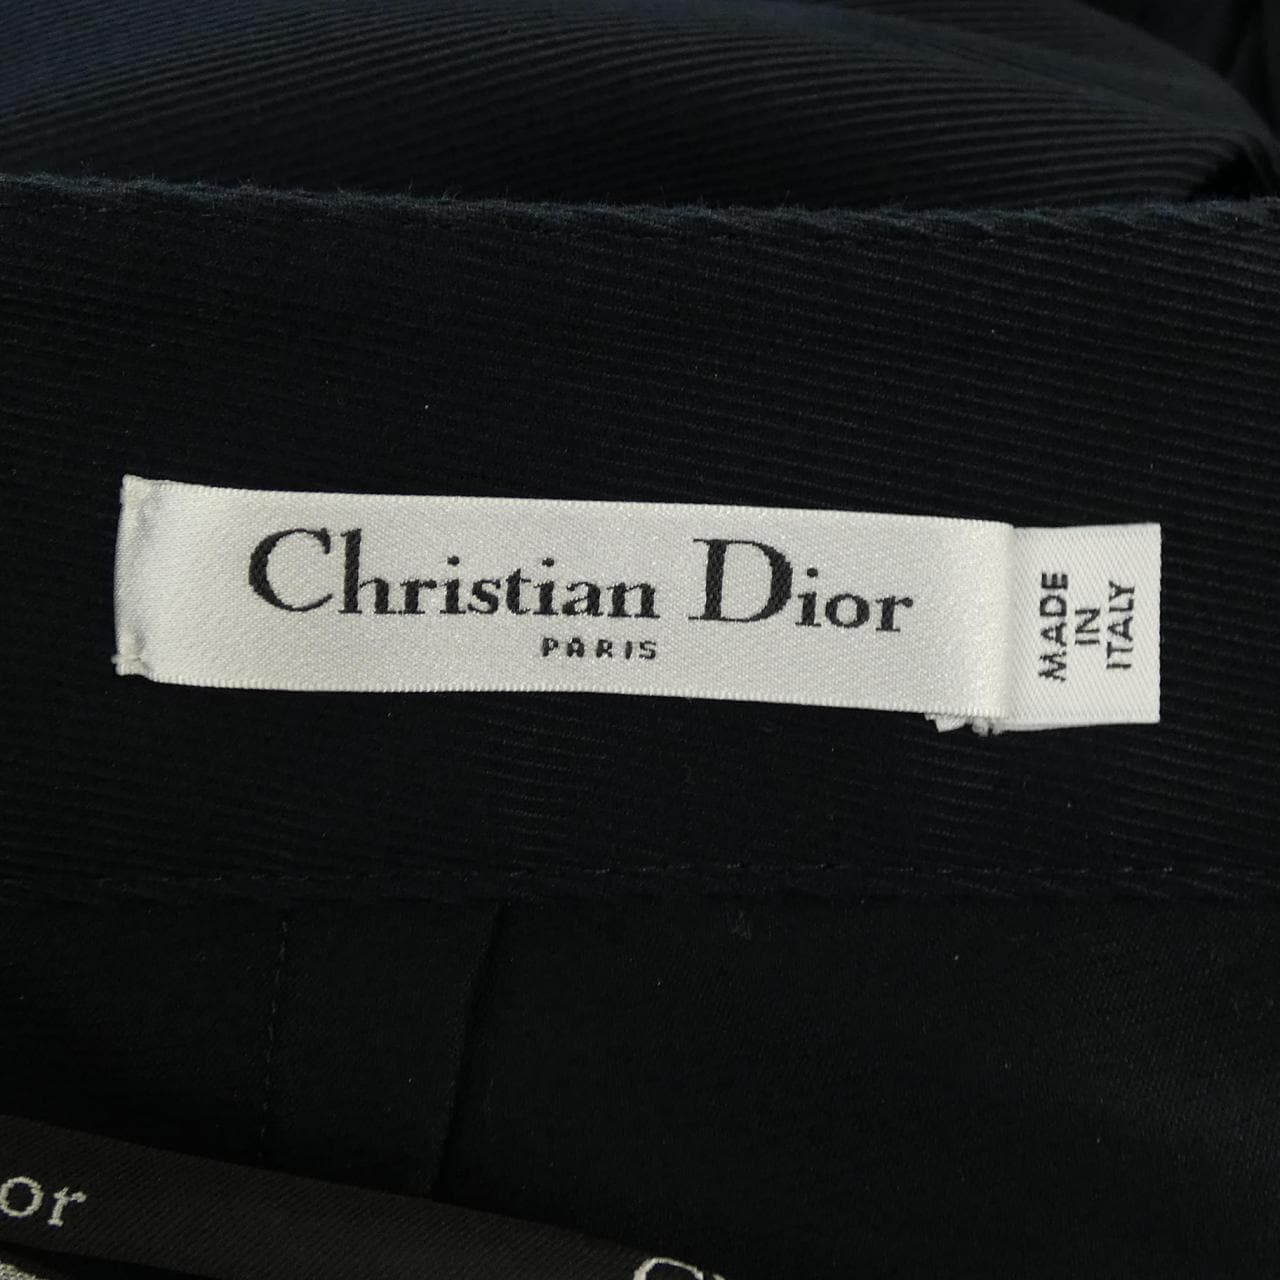 Christian Dior
PARIS
MADE
IN
ITALY
or
C